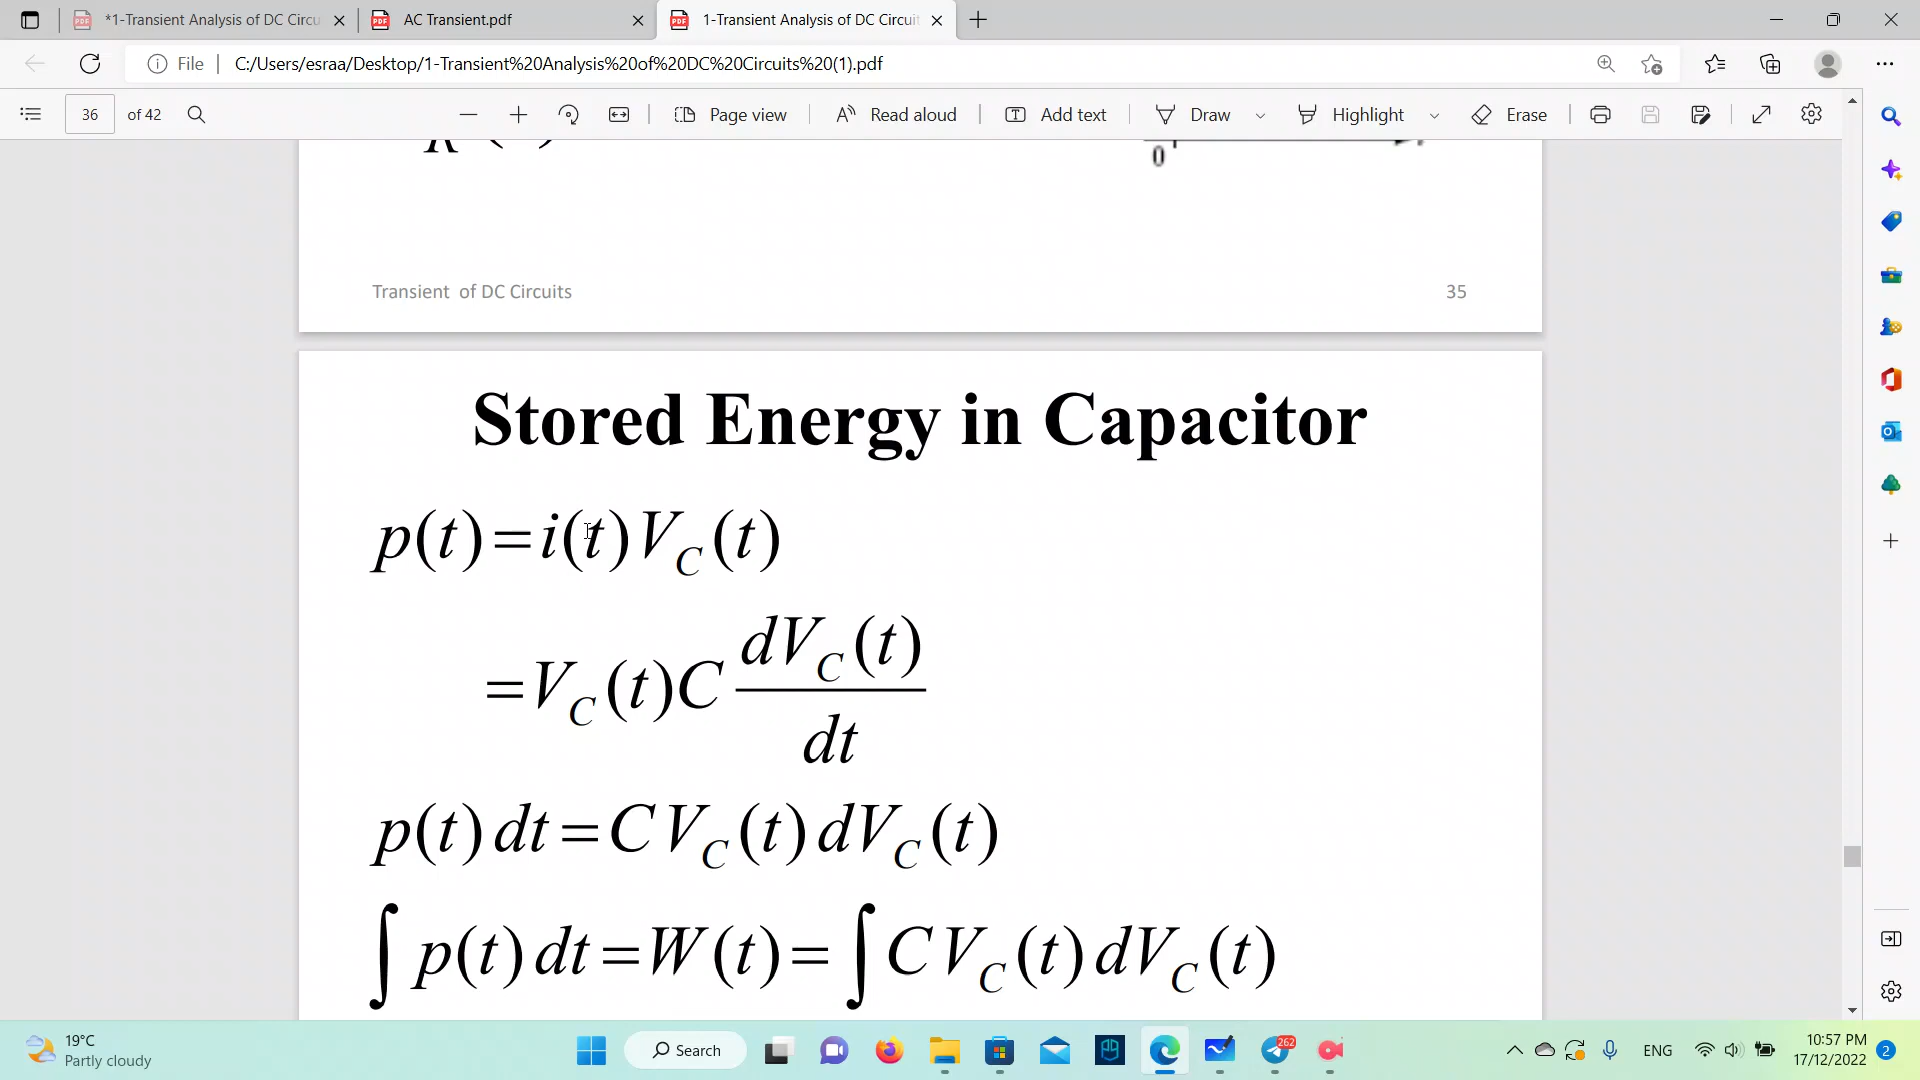 *1-Transient Analysis of DC Circu
AC Transient.pdf
1-Transient Analysis of DC Circuit
File
C:/Users/esraa/Desktop/1-Transient%20Analysis%20of%20DC%20Circuits%20(1).pdf
36 of 42
Page view
Read aloud
Add text
Draw
Highlight
Erase
0
Transient of DC Circuits
35
Stored Energy in Capacitor
p(t)=i(t)V_C(t)
=V_C(t)C dV_C(t)/dt
p(t)dt=CV_C(t)dV_C(t)
∫p(t)dt=W(t)=∫CV_C(t)dV_C(t)
19°C
Partly cloudy
Search
262
ENG
10:57 PM
17/12/2022
2